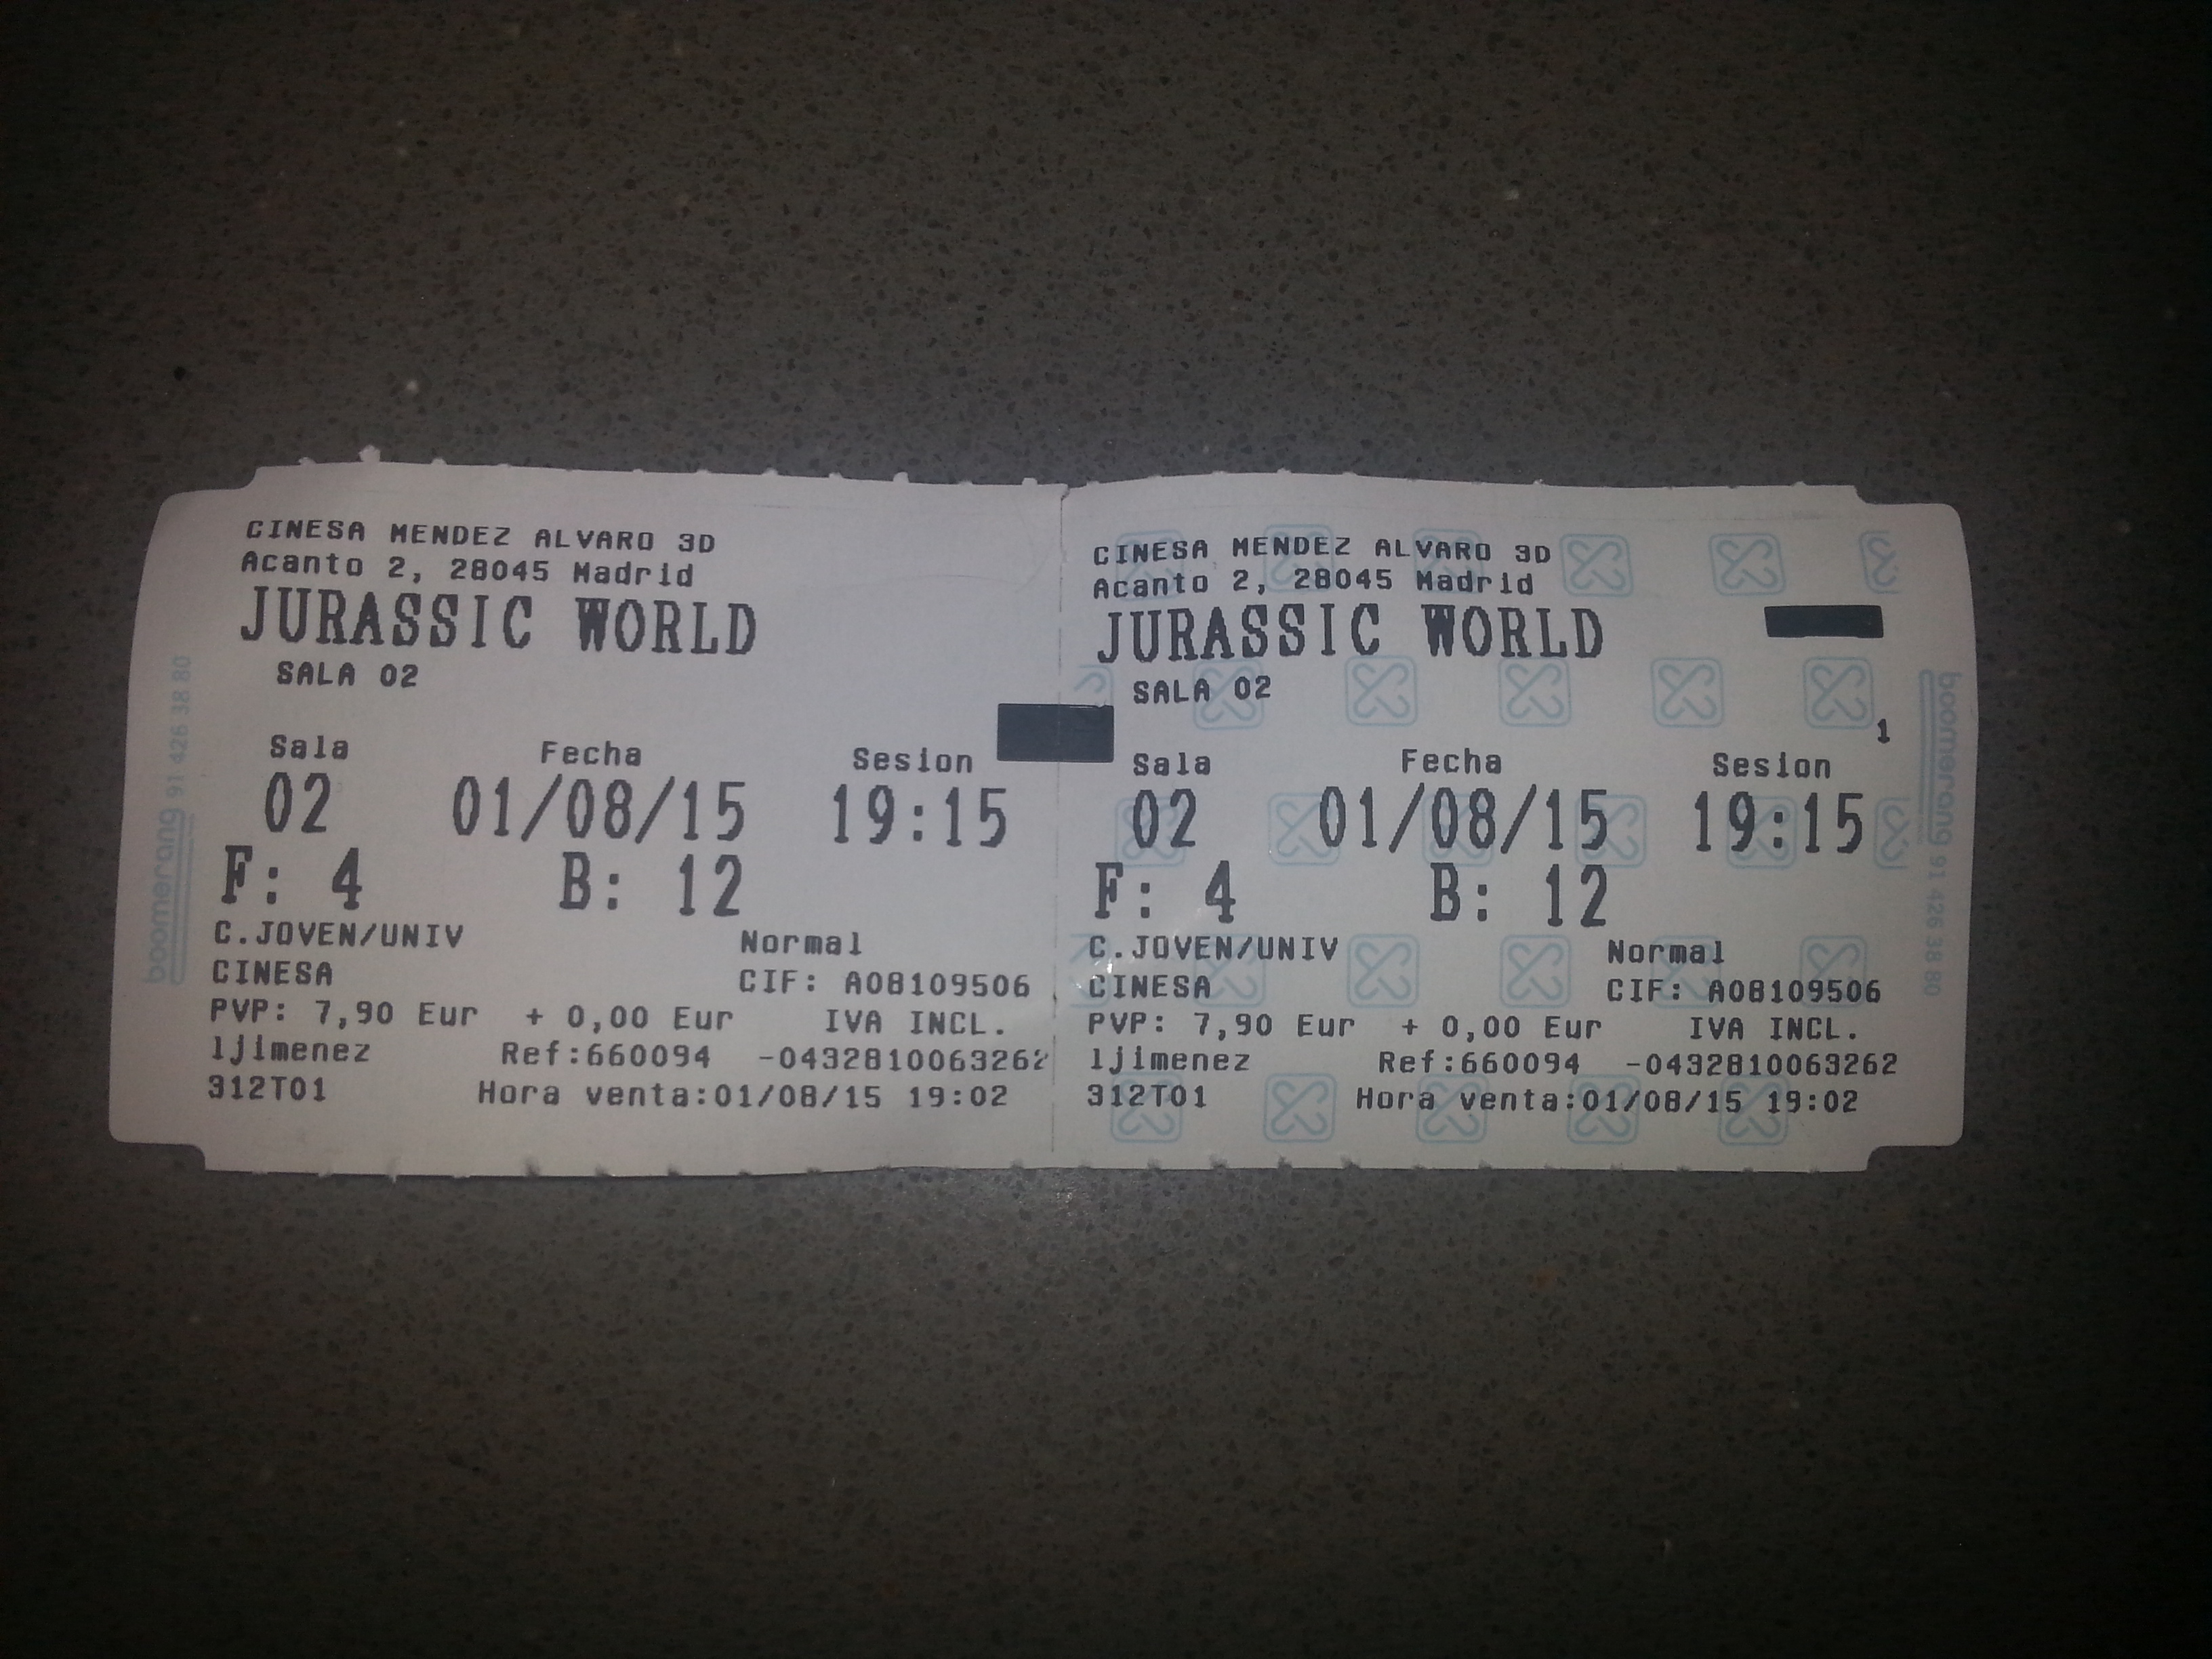 CINESA MENDEZ ALVARO 3D
Acanto 2, 28045 Madrid
JURASSIC WORLD
SALA 02
Sala Fecha Sesion
02 01/08/15 19:15
F: 4 B: 12
C.JOVEN/UNIV Normal
CINESA CIF: A08109506
PVP: 7,90 Eur + 0,00 Eur IVA INCL.
ljimenez Ref:660094 -0432810063262
312T01 Hora venta:01/08/15 19:02
boomerang 91 426 38 80
CINESA MENDEZ ALVARO 3D
Acanto 2, 28045 Madrid
JURASSIC WORLD
SALA 02
1
Sala Fecha Sesion
02 01/08/15 19:15
F: 4 B: 12
C.JOVEN/UNIV Normal
CINESA CIF: A08109506
PVP: 7,90 Eur + 0,00 Eur IVA INCL.
ljimenez Ref:660094 -0432810063262
312T01 Hora venta:01/08/15 19:02
boomerang 91 426 38 80